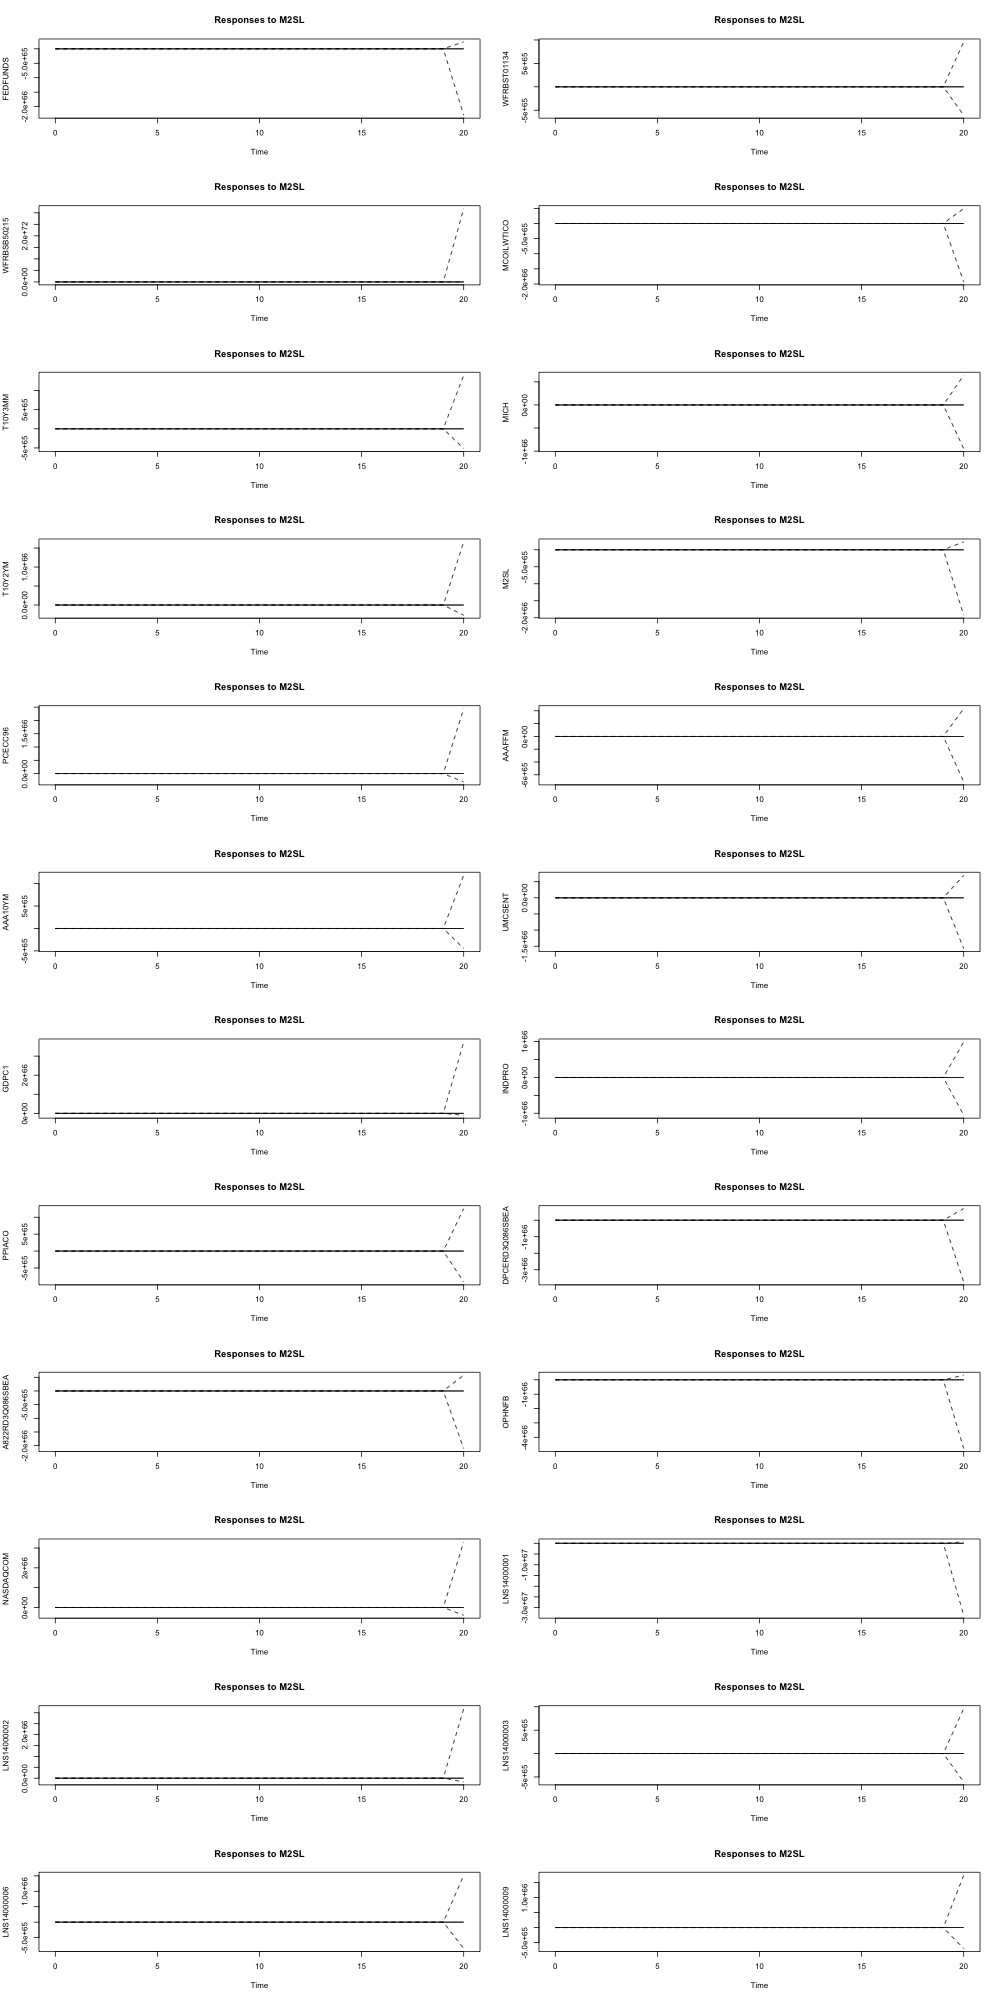 Responses to M2SL
FEDFUNDS
-2.0e+66 -5.0e+65
0 5 10 15 20
Time
Responses to M2SL
WFRBST01134
-5e+65 5e+65
0 5 10 15 20
Time
Responses to M2SL
WFRBSB50215
0.0e+00 2.0e+72
0 5 10 15 20
Time
Responses to M2SL
MCOILWTICO
-2.0e+66 -5.0e+65
0 5 10 15 20
Time
Responses to M2SL
T10Y3MM
-5e+65 5e+65
0 5 10 15 20
Time
Responses to M2SL
MICH
-1e+66 0e+00
0 5 10 15 20
Time
Responses to M2SL
T10Y2YM
0.0e+00 1.0e+66
0 5 10 15 20
Time
Responses to M2SL
M2SL
-2.0e+66 -5.0e+65
0 5 10 15 20
Time
Responses to M2SL
PCECC96
0.0e+00 1.5e+66
0 5 10 15 20
Time
Responses to M2SL
AAAFFM
-6e+65 0e+00
0 5 10 15 20
Time
Responses to M2SL
AAA10YM
-5e+65 5e+65
0 5 10 15 20
Time
Responses to M2SL
UMCSENT
-1.5e+66 0.0e+00
0 5 10 15 20
Time
Responses to M2SL
GDPC1
0e+00 2e+66
0 5 10 15 20
Time
Responses to M2SL
INDPRO
-1e+66 0e+00 1e+66
0 5 10 15 20
Time
Responses to M2SL
PPIACO
-5e+65 5e+65
0 5 10 15 20
Time
Responses to M2SL
DPCERD3Q086SBEA
-3e+66 -1e+66
0 5 10 15 20
Time
Responses to M2SL
A822RD3Q086SBEA
-2.0e+66 -5.0e+65
0 5 10 15 20
Time
Responses to M2SL
OPHNFB
-4e+66 -1e+66
0 5 10 15 20
Time
Responses to M2SL
NASDAQCOM
0e+00 2e+66
0 5 10 15 20
Time
Responses to M2SL
LNS14000001
-3.0e+67 -1.0e+67
0 5 10 15 20
Time
Responses to M2SL
LNS14000002
0.0e+00 2.0e+66
0 5 10 15 20
Time
Responses to M2SL
LNS14000003
-5e+65 5e+65
0 5 10 15 20
Time
Responses to M2SL
LNS14000006
-5.0e+65 1.0e+66
0 5 10 15 20
Time
Responses to M2SL
LNS14000009
-5.0e+65 1.0e+66
0 5 10 15 20
Time